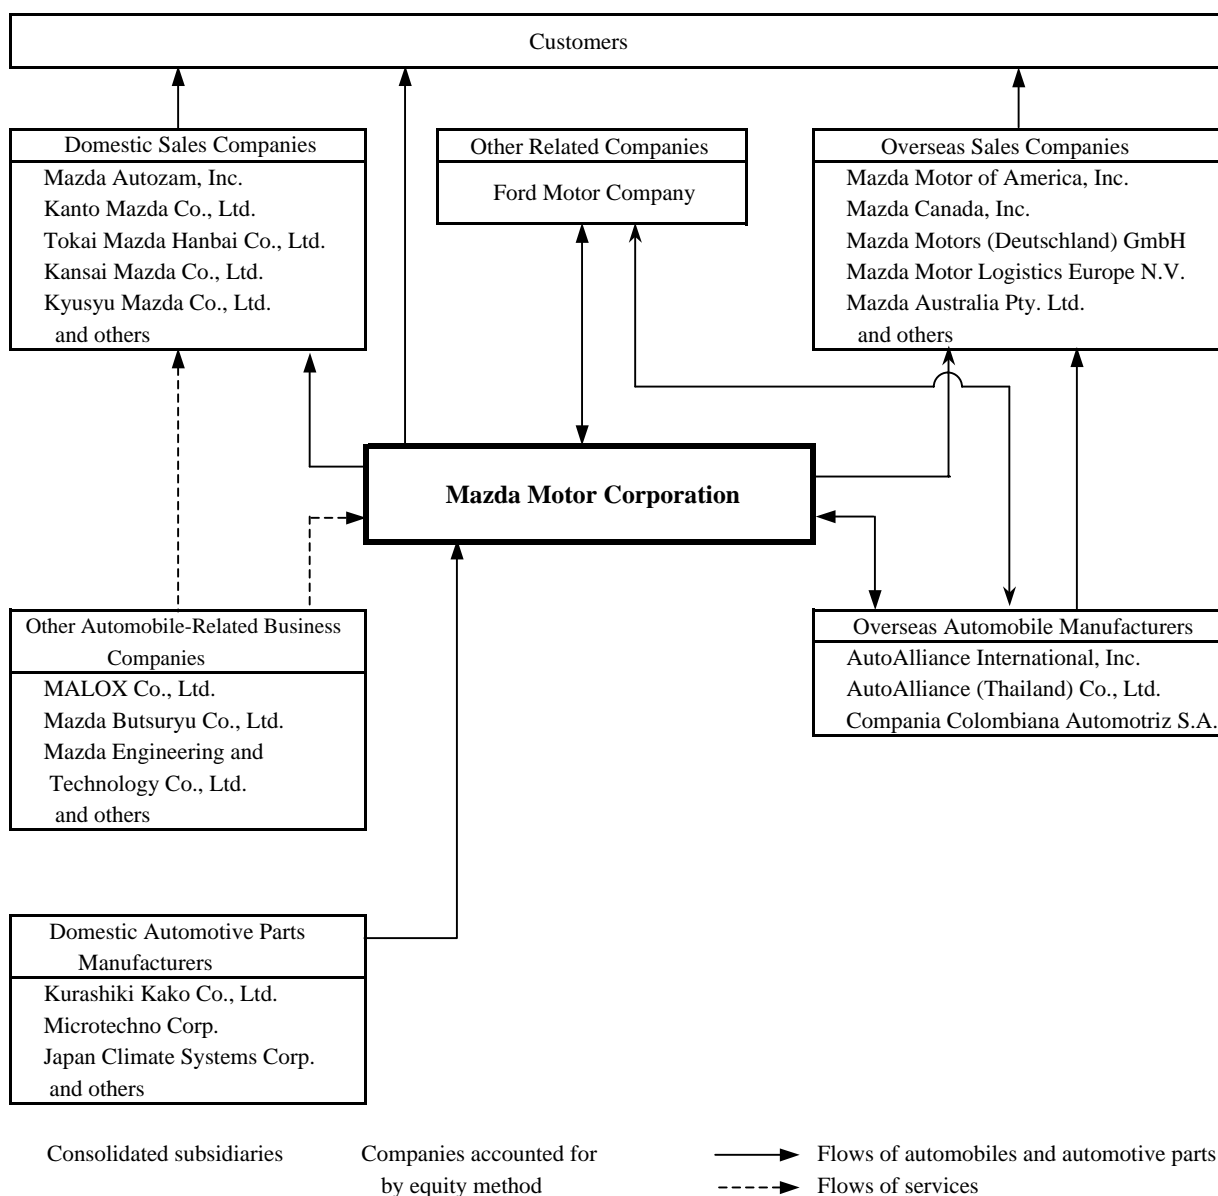 Customers
Domestic Sales Companies
Mazda Autozam, Inc.
Kanto Mazda Co., Ltd.
Tokai Mazda Hanbai Co., Ltd.
Kansai Mazda Co., Ltd.
Kyusyu Mazda Co., Ltd.
and others
Other Related Companies
Ford Motor Company
Overseas Sales Companies
Mazda Motor of America, Inc.
Mazda Canada, Inc.
Mazda Motors (Deutschland) GmbH
Mazda Motor Logistics Europe N.V.
Mazda Australia Pty. Ltd.
and others
Mazda Motor Corporation
Other Automobile-Related Business
Companies
MALOX Co., Ltd.
Mazda Butsuryu Co., Ltd.
Mazda Engineering and
Technology Co., Ltd.
and others
Overseas Automobile Manufacturers
AutoAlliance International, Inc.
AutoAlliance (Thailand) Co., Ltd.
Compania Colombiana Automotriz S.A.
Domestic Automotive Parts
Manufacturers
Kurashiki Kako Co., Ltd.
Microtechno Corp.
Japan Climate Systems Corp.
and others
Consolidated subsidiaries
Companies accounted for
by equity method
Flows of automobiles and automotive parts
Flows of services